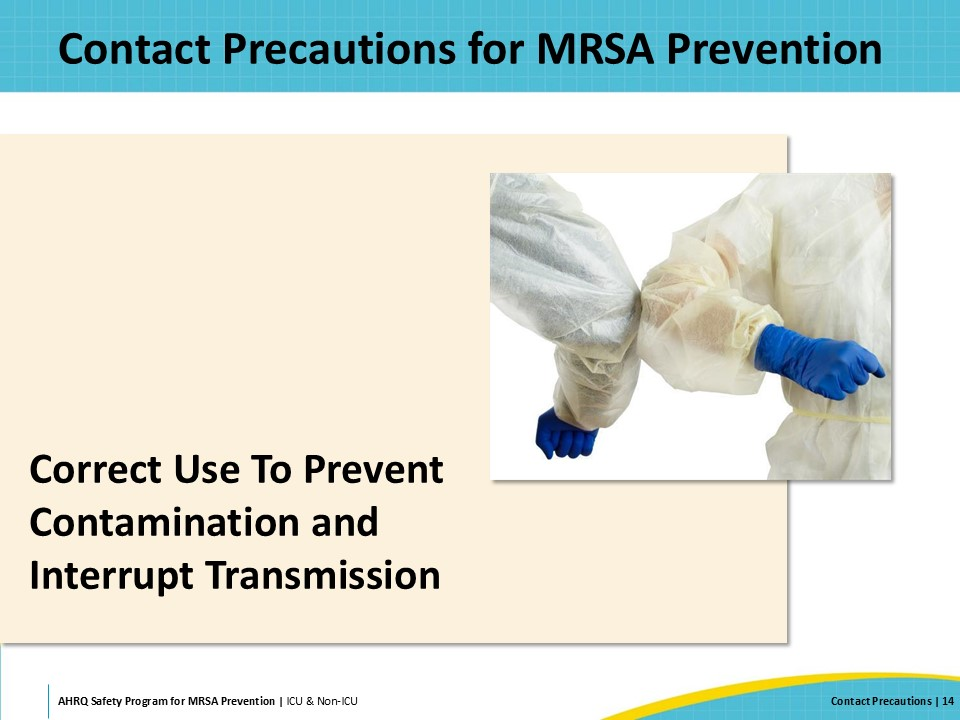 Contact Precautions for MRSA Prevention
Correct Use To Prevent
Contamination and
Interrupt Transmission
AHRQ Safety Program for MRSA Prevention | ICU & Non-ICU
Contact Precautions | 14